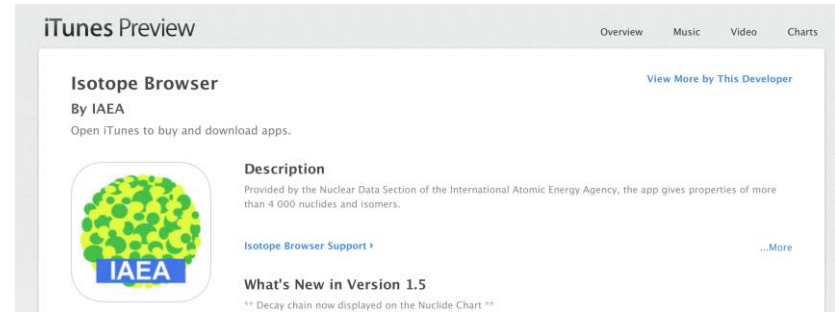 iTunes Preview
Overview Music Video Charts
Isotope Browser
View More by This Developer
By IAEA
Open iTunes to buy and download apps.
Description
Provided by the Nuclear Data Section of the International Atomic Energy Agency, the app gives properties of more
than 4 000 nuclides and isomers.
Isotope Browser Support
...More
IAEA
What's New in Version 1.5
** Decay chain now displayed on the Nuclide Chart **